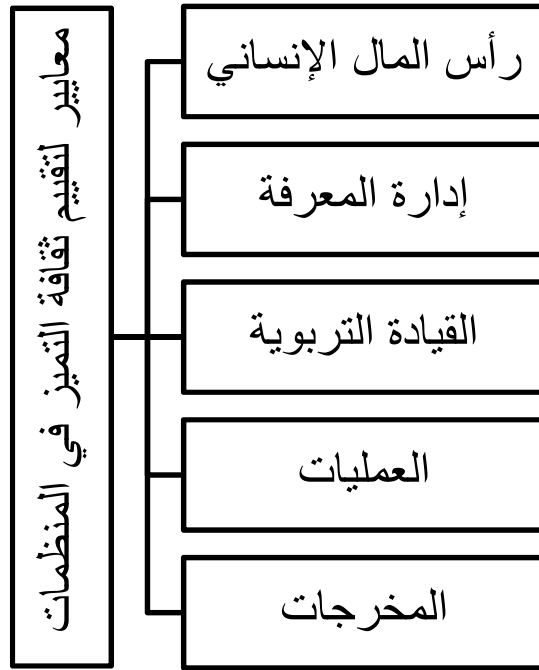 معايير لتقييم ثقافة التميز في المنظمات
رأس المال الإنساني
إدارة المعرفة
القيادة التربوية
العمليات
المخرجات